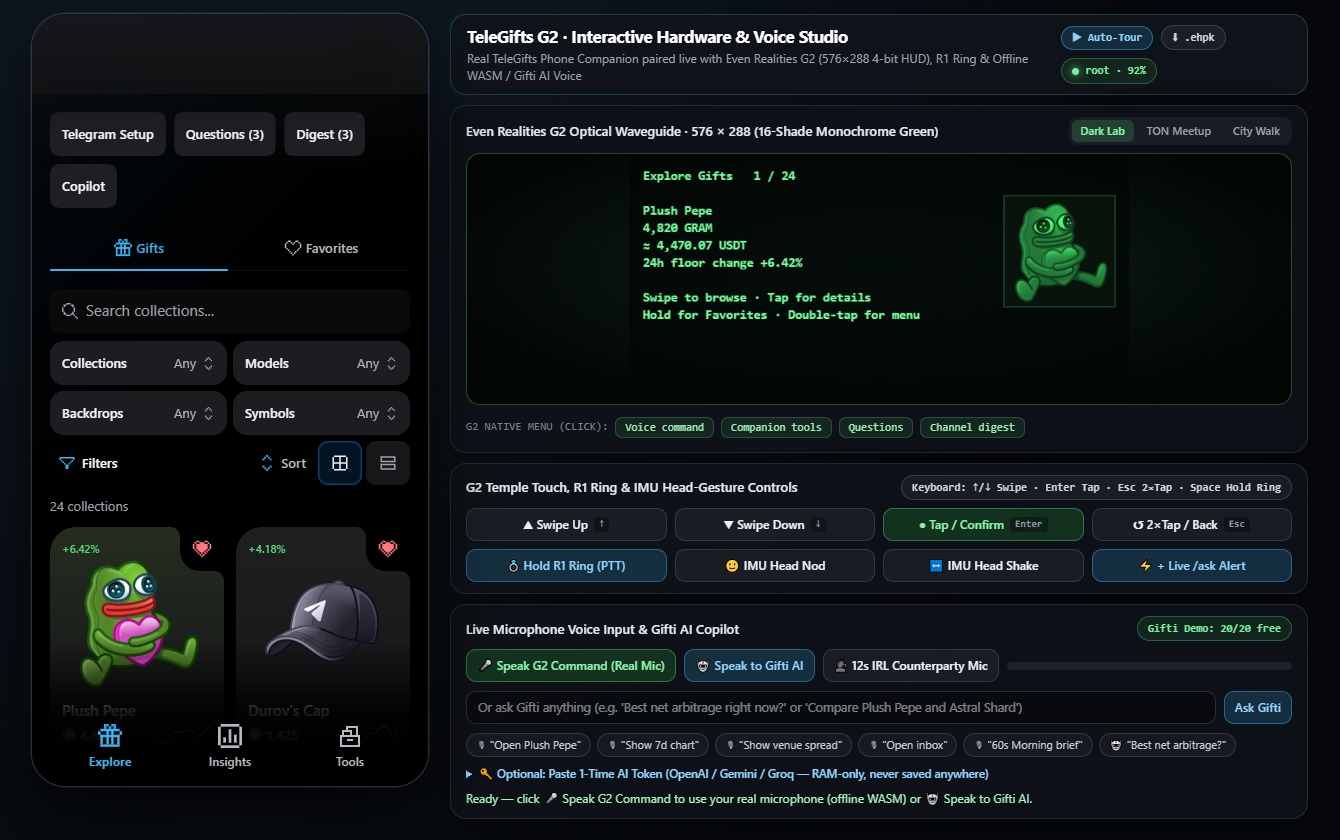 Telegram Setup
Questions (3)
Digest (3)
Copilot
Gifts
Favorites
Search collections...
Collections Any
Models Any
Backdrops Any
Symbols Any
Filters
Sort
24 collections
+6.42%
+4.18%
Plush Pepe
Durov's Cap
1,425
Explore
Insights
Tools
TeleGifts G2 · Interactive Hardware & Voice Studio
Real TeleGifts Phone Companion paired live with Even Realities G2 (576×288 4-bit HUD), R1 Ring & Offline
WASM / Gifti AI Voice
▶ Auto-Tour
⬇ .ehpk
● root · 92%
Even Realities G2 Optical Waveguide · 576 × 288 (16-Shade Monochrome Green)
Dark Lab
TON Meetup
City Walk
Explore Gifts 1 / 24
Plush Pepe
4,820 GRAM
≈ 4,470.07 USDT
24h floor change +6.42%
Swipe to browse · Tap for details
Hold for Favorites · Double-tap for menu
G2 NATIVE MENU (CLICK):
Voice command
Companion tools
Questions
Channel digest
G2 Temple Touch, R1 Ring & IMU Head-Gesture Controls
Keyboard: ↑/↓ Swipe · Enter Tap · Esc 2×Tap · Space Hold Ring
▲ Swipe Up ↑
▼ Swipe Down ↓
● Tap / Confirm Enter
↺ 2×Tap / Back Esc
💍 Hold R1 Ring (PTT)
🙂 IMU Head Nod
↔️ IMU Head Shake
⚡ + Live /ask Alert
Live Microphone Voice Input & Gifti AI Copilot
Gifti Demo: 20/20 free
🎤 Speak G2 Command (Real Mic)
🤖 Speak to Gifti AI
12s IRL Counterparty Mic
Or ask Gifti anything (e.g. 'Best net arbitrage right now?' or 'Compare Plush Pepe and Astral Shard')
Ask Gifti
🎙 "Open Plush Pepe"
🎙 "Show 7d chart"
🎙 "Show venue spread"
🎙 "Open inbox"
🎙 "60s Morning brief"
🤖 "Best net arbitrage?"
▶ 🔑 Optional: Paste 1-Time AI Token (OpenAI / Gemini / Groq — RAM-only, never saved anywhere)
Ready — click 🎤 Speak G2 Command to use your real microphone (offline WASM) or 🤖 Speak to Gifti AI.